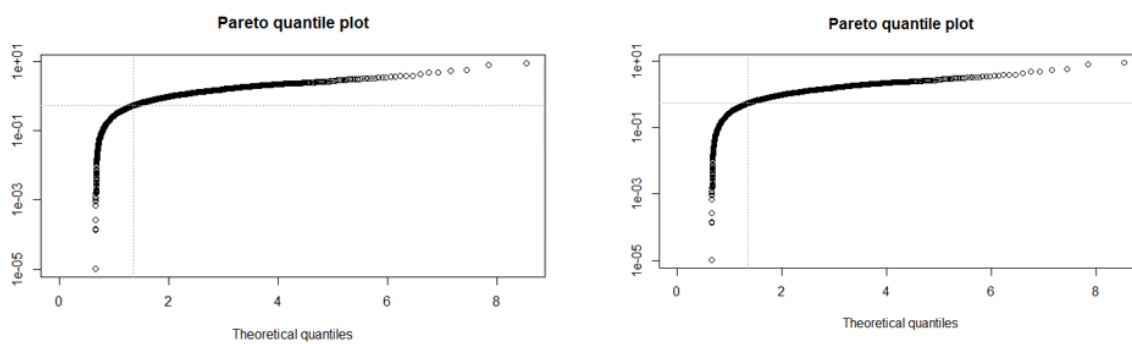 Pareto quantile plot
1e+01
1e-01
1e-03
1e-05
0 2 4 6 8
Theoretical quantiles
Pareto quantile plot
1e+01
1e-01
1e-03
1e-05
0 2 4 6 8
Theoretical quantiles